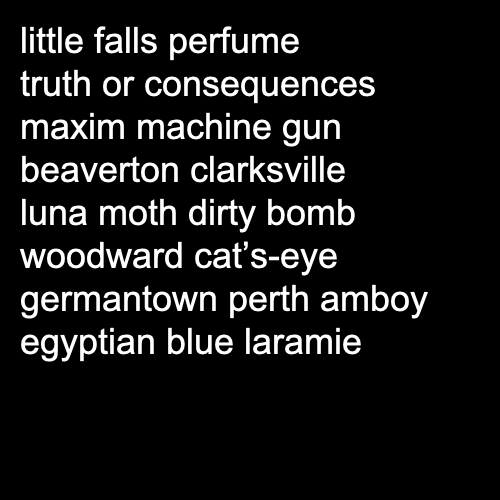 little falls perfume
truth or consequences
maxim machine gun
beaverton clarksville
luna moth dirty bomb
woodward cat’s-eye
germantown perth amboy
egyptian blue laramie